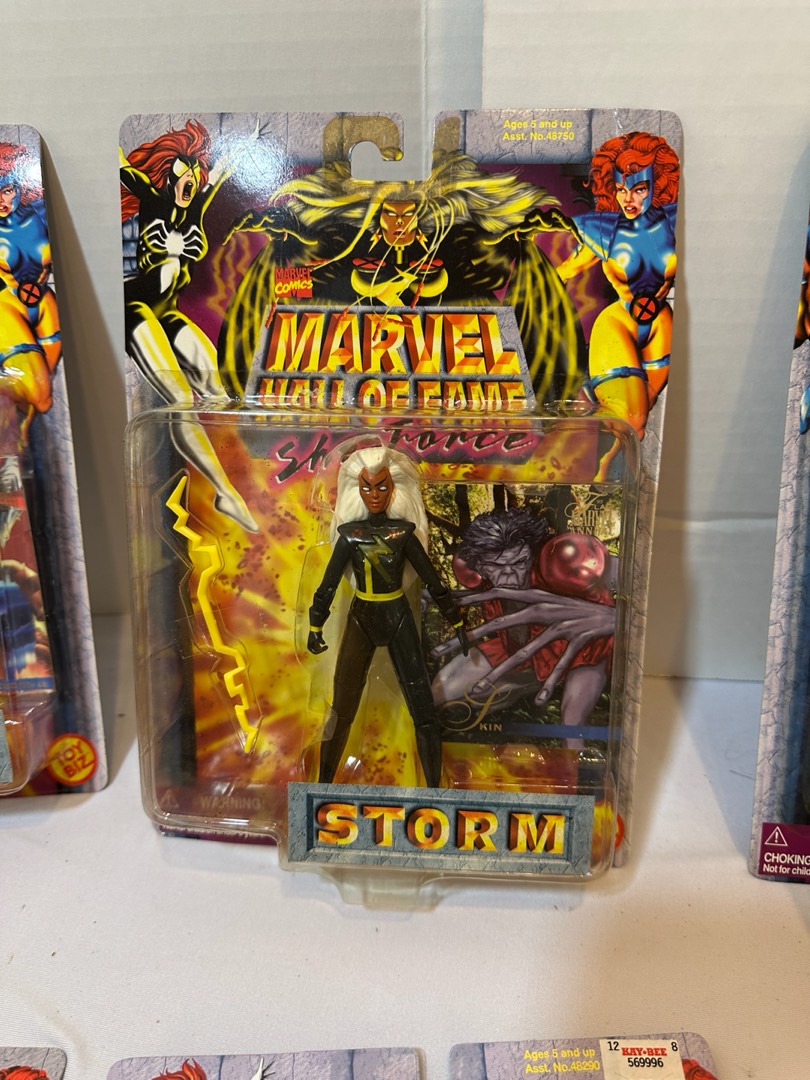 Ages 5 and up
Asst. No.48750
MARVEL
COMICS
MARVEL
HALL OF FAME
She-Force
SKIN
STORM
WARNING
TOY
BIZ
CHOKING
Not for child
Ages 5 and up
Asst. No.48290
12 KAY•BEE 8
569996